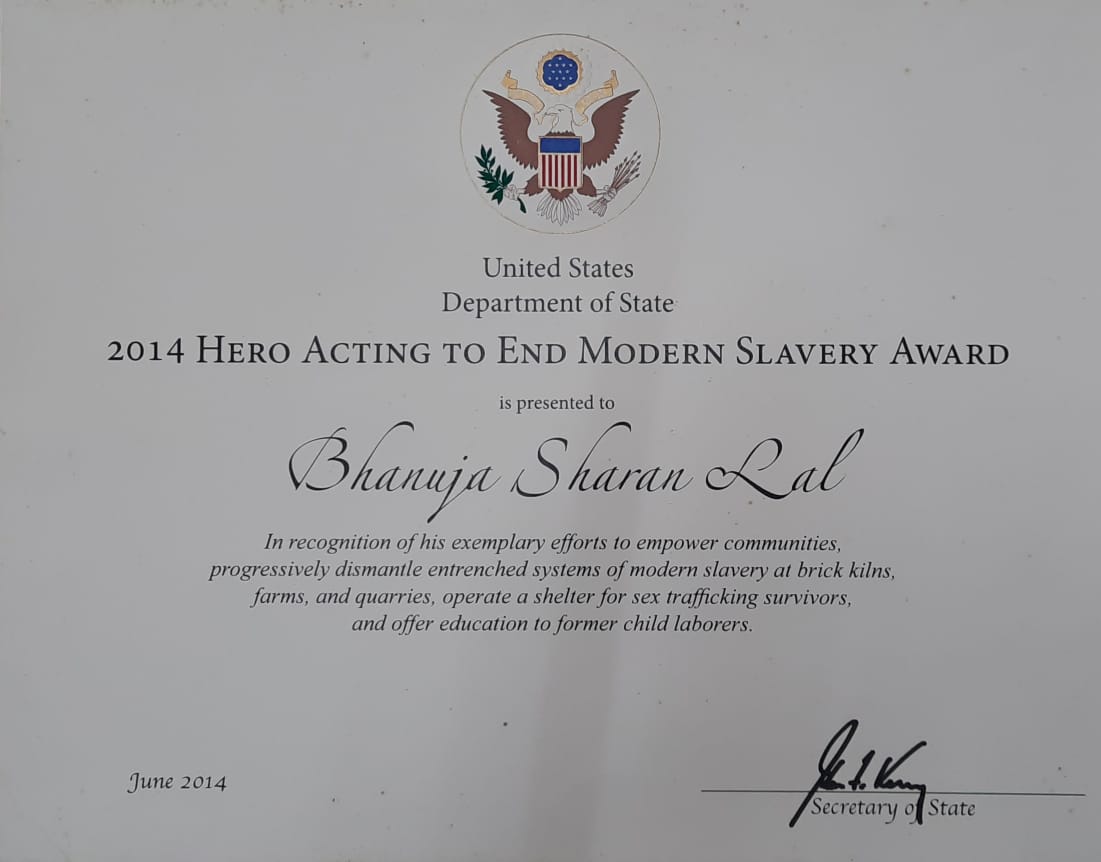 United States
Department of State
2014 Hero Acting to End Modern Slavery Award
is presented to
Bhanuja Sharan Lal
In recognition of his exemplary efforts to empower communities,
progressively dismantle entrenched systems of modern slavery at brick kilns,
farms, and quarries, operate a shelter for sex trafficking survivors,
and offer education to former child laborers.
June 2014
John F. Kerry
Secretary of State